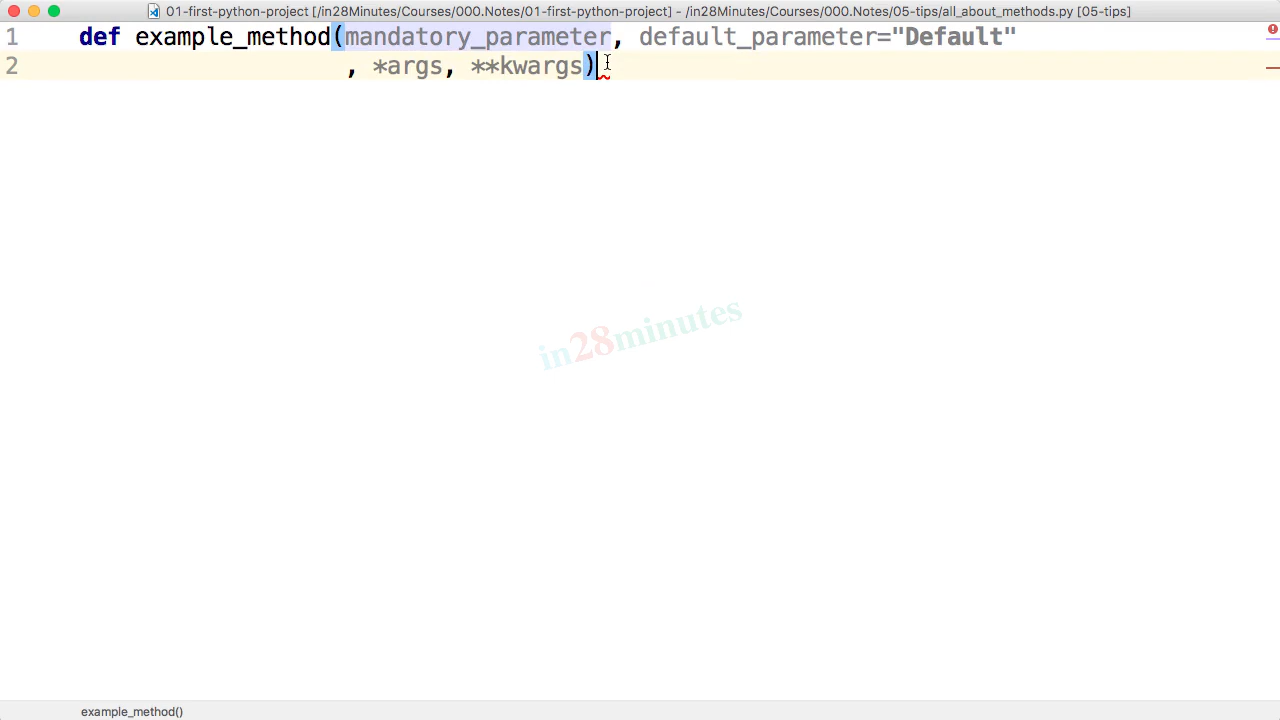 01-first-python-project [/in28Minutes/Courses/000.Notes/01-first-python-project] - /in28Minutes/Courses/000.Notes/05-tips/all_about_methods.py [05-tips]
1 def example_method(mandatory_parameter, default_parameter="Default"
2 , *args, **kwargs)
in28minutes
example_method()